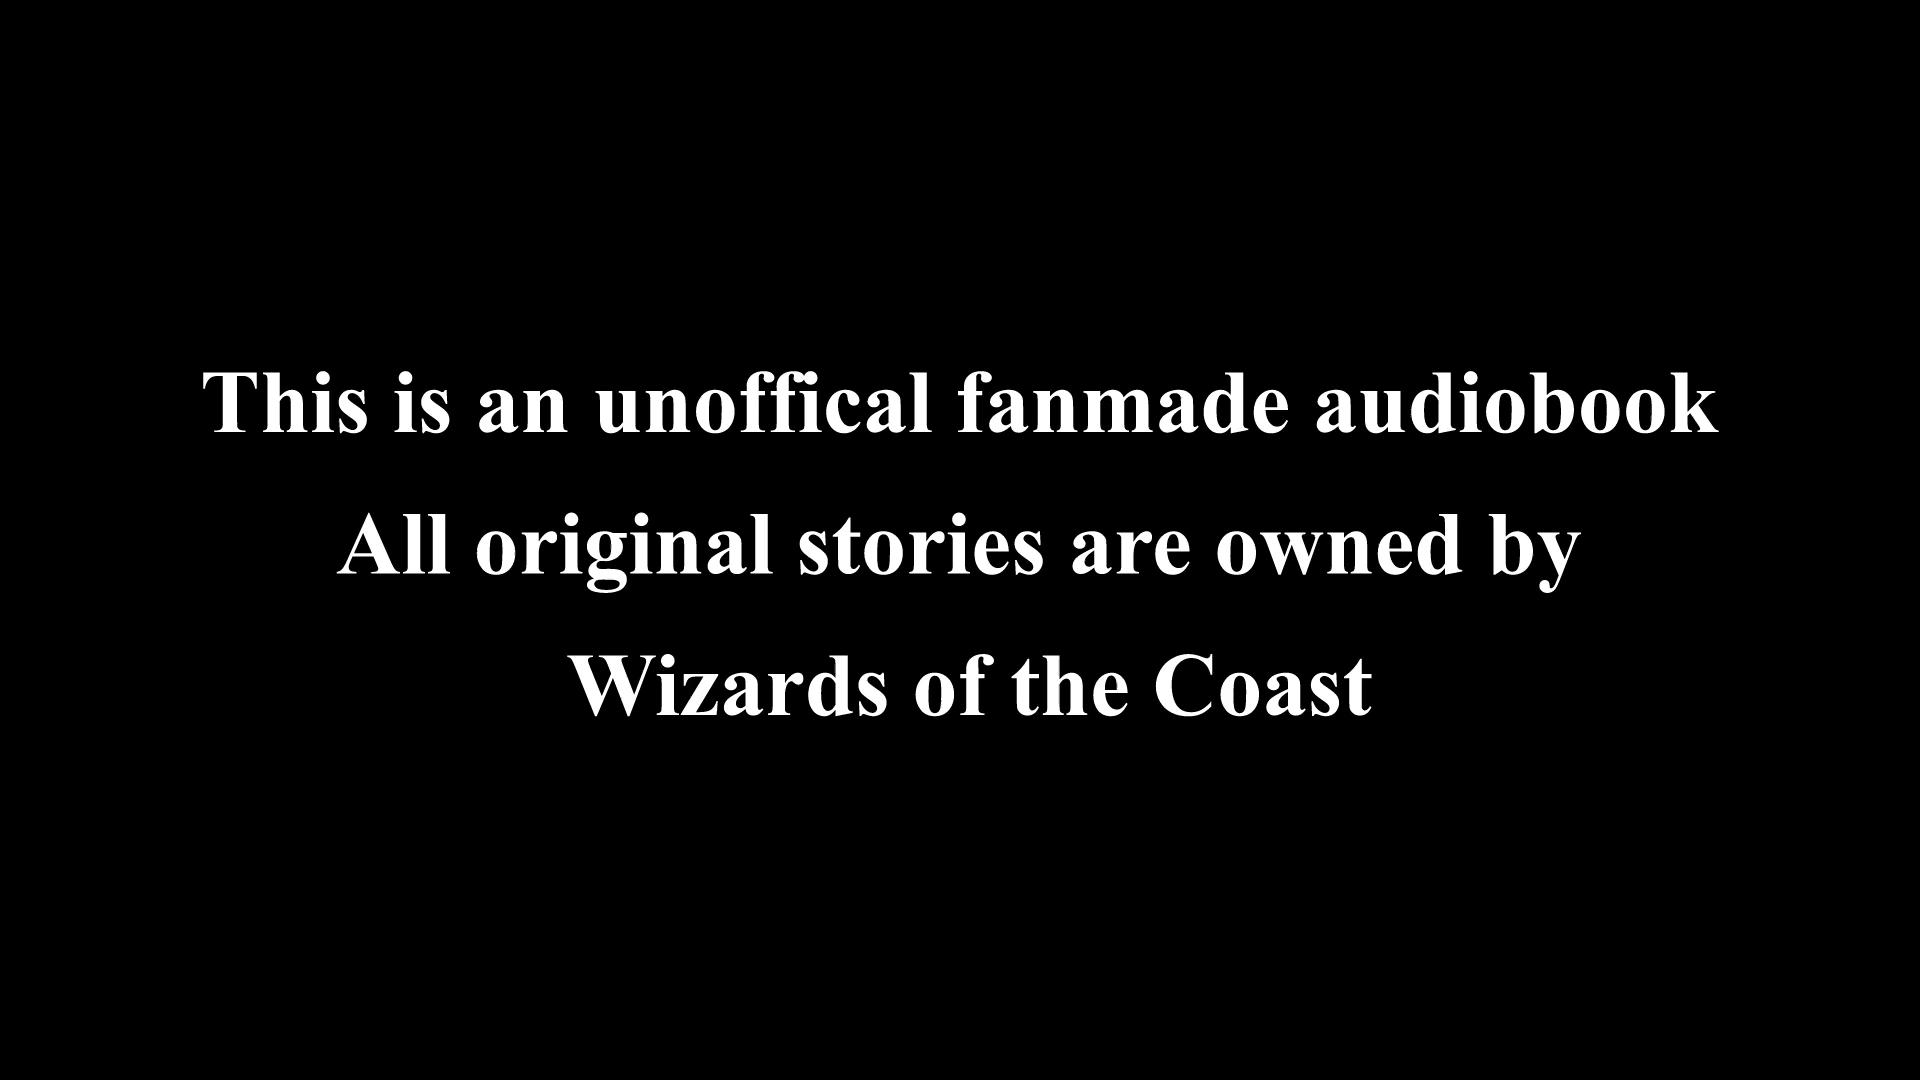 This is an unoffical fanmade audiobook
All original stories are owned by
Wizards of the Coast